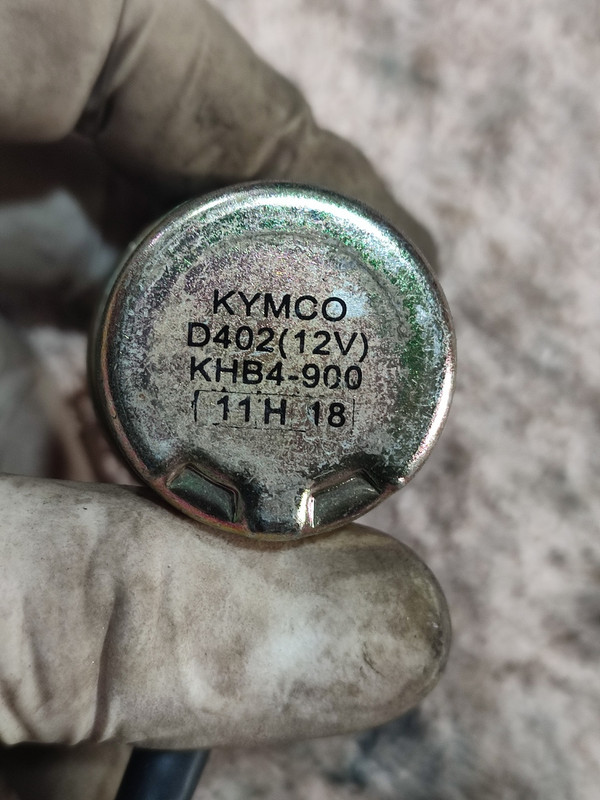 KYMCO
D402(12V)
KHB4-900
11H 18